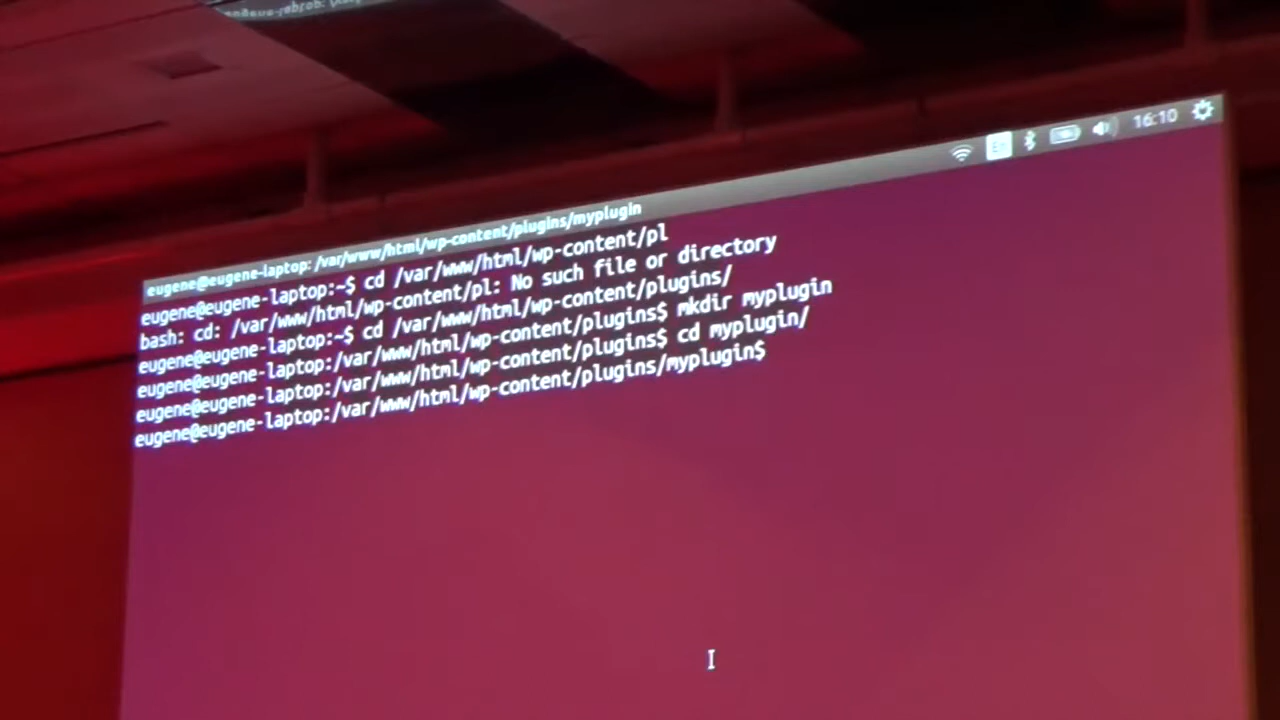 16:10
eugene@eugene-laptop: /var/www/html/wp-content/plugins/myplugin
eugene@eugene-laptop:~$ cd /var/www/html/wp-content/pl
bash: cd: /var/www/html/wp-content/pl: No such file or directory
eugene@eugene-laptop:~$ cd /var/www/html/wp-content/plugins/
eugene@eugene-laptop:/var/www/html/wp-content/plugins$ mkdir myplugin
eugene@eugene-laptop:/var/www/html/wp-content/plugins$ cd myplugin/
eugene@eugene-laptop:/var/www/html/wp-content/plugins/myplugin$